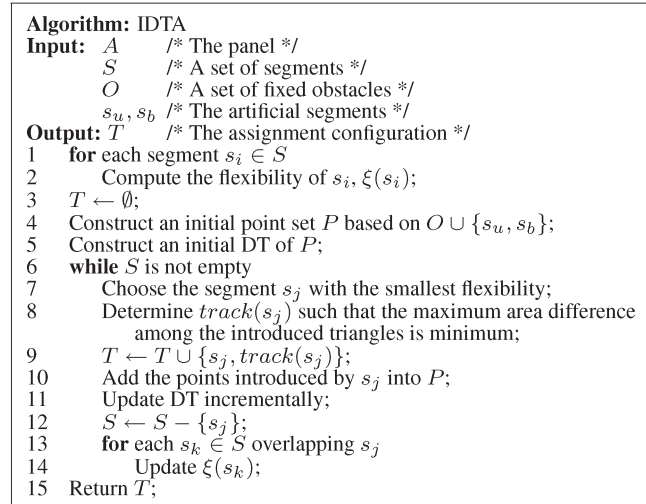 Algorithm: IDTA
Input: A /* The panel */
S /* A set of segments */
O /* A set of fixed obstacles */
s_u, s_b /* The artificial segments */
Output: T /* The assignment configuration */
1 for each segment s_i ∈ S
2 Compute the flexibility of s_i, ξ(s_i);
3 T ← ∅;
4 Construct an initial point set P based on O ∪ {s_u, s_b};
5 Construct an initial DT of P;
6 while S is not empty
7 Choose the segment s_j with the smallest flexibility;
8 Determine track(s_j) such that the maximum area difference
among the introduced triangles is minimum;
9 T ← T ∪ {s_j, track(s_j)};
10 Add the points introduced by s_j into P;
11 Update DT incrementally;
12 S ← S − {s_j};
13 for each s_k ∈ S overlapping s_j
14 Update ξ(s_k);
15 Return T;